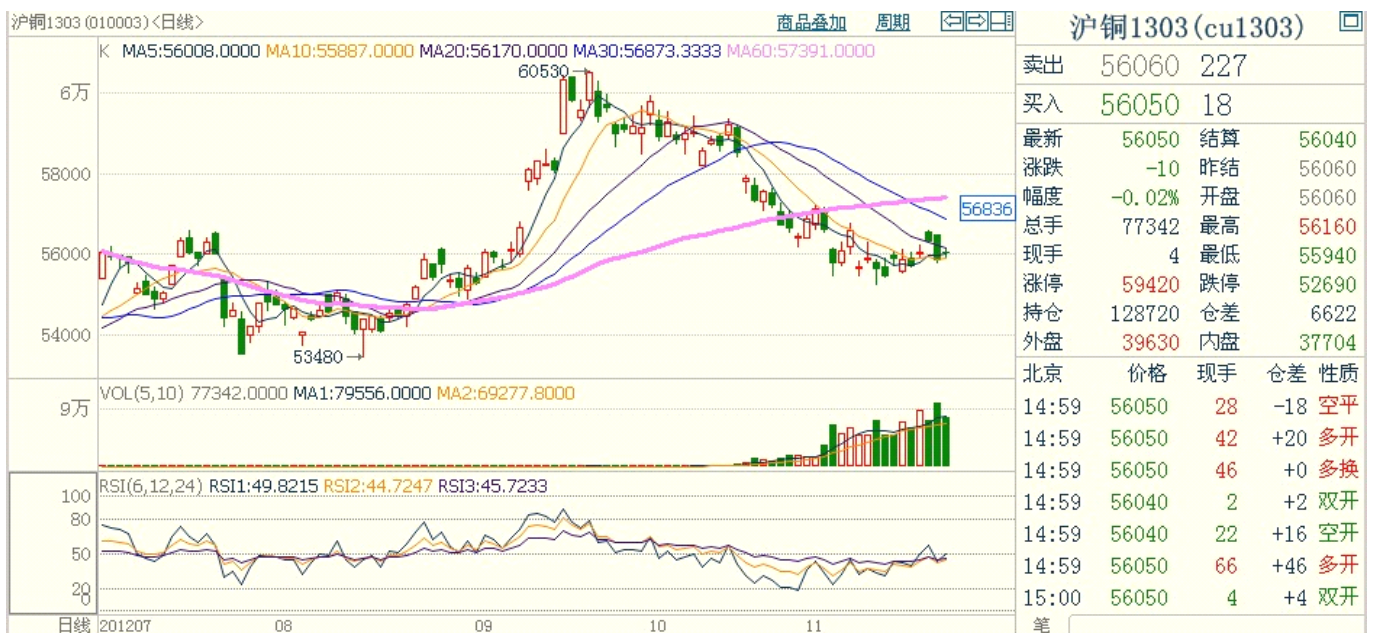 沪铜1303 (010003)<日线>
商品叠加 周期
K MA5:56008.0000 MA10:55887.0000 MA20:56170.0000 MA30:56873.3333 MA60:57391.0000
60530
6万
58000
56836
56000
54000
53480
VOL(5,10) 77342.0000 MA1:79556.0000 MA2:69277.8000
9万
RSI(6,12,24) RSI1:49.8215 RSI2:44.7247 RSI3:45.7233
100
80
50
20
0
日线 201207 08 09 10 11
沪铜1303(cu1303)
卖出 56060 227
买入 56050 18
最新 56050 结算 56040
涨跌 -10 昨结 56060
幅度 -0.02% 开盘 56060
总手 77342 最高 56160
现手 4 最低 55940
涨停 59420 跌停 52690
持仓 128720 仓差 6622
外盘 39630 内盘 37704
北京 价格 现手 仓差 性质
14:59 56050 28 -18 空平
14:59 56050 42 +20 多开
14:59 56050 46 +0 多换
14:59 56040 2 +2 双开
14:59 56040 22 +16 空开
14:59 56050 66 +46 多开
15:00 56050 4 +4 双开
笔